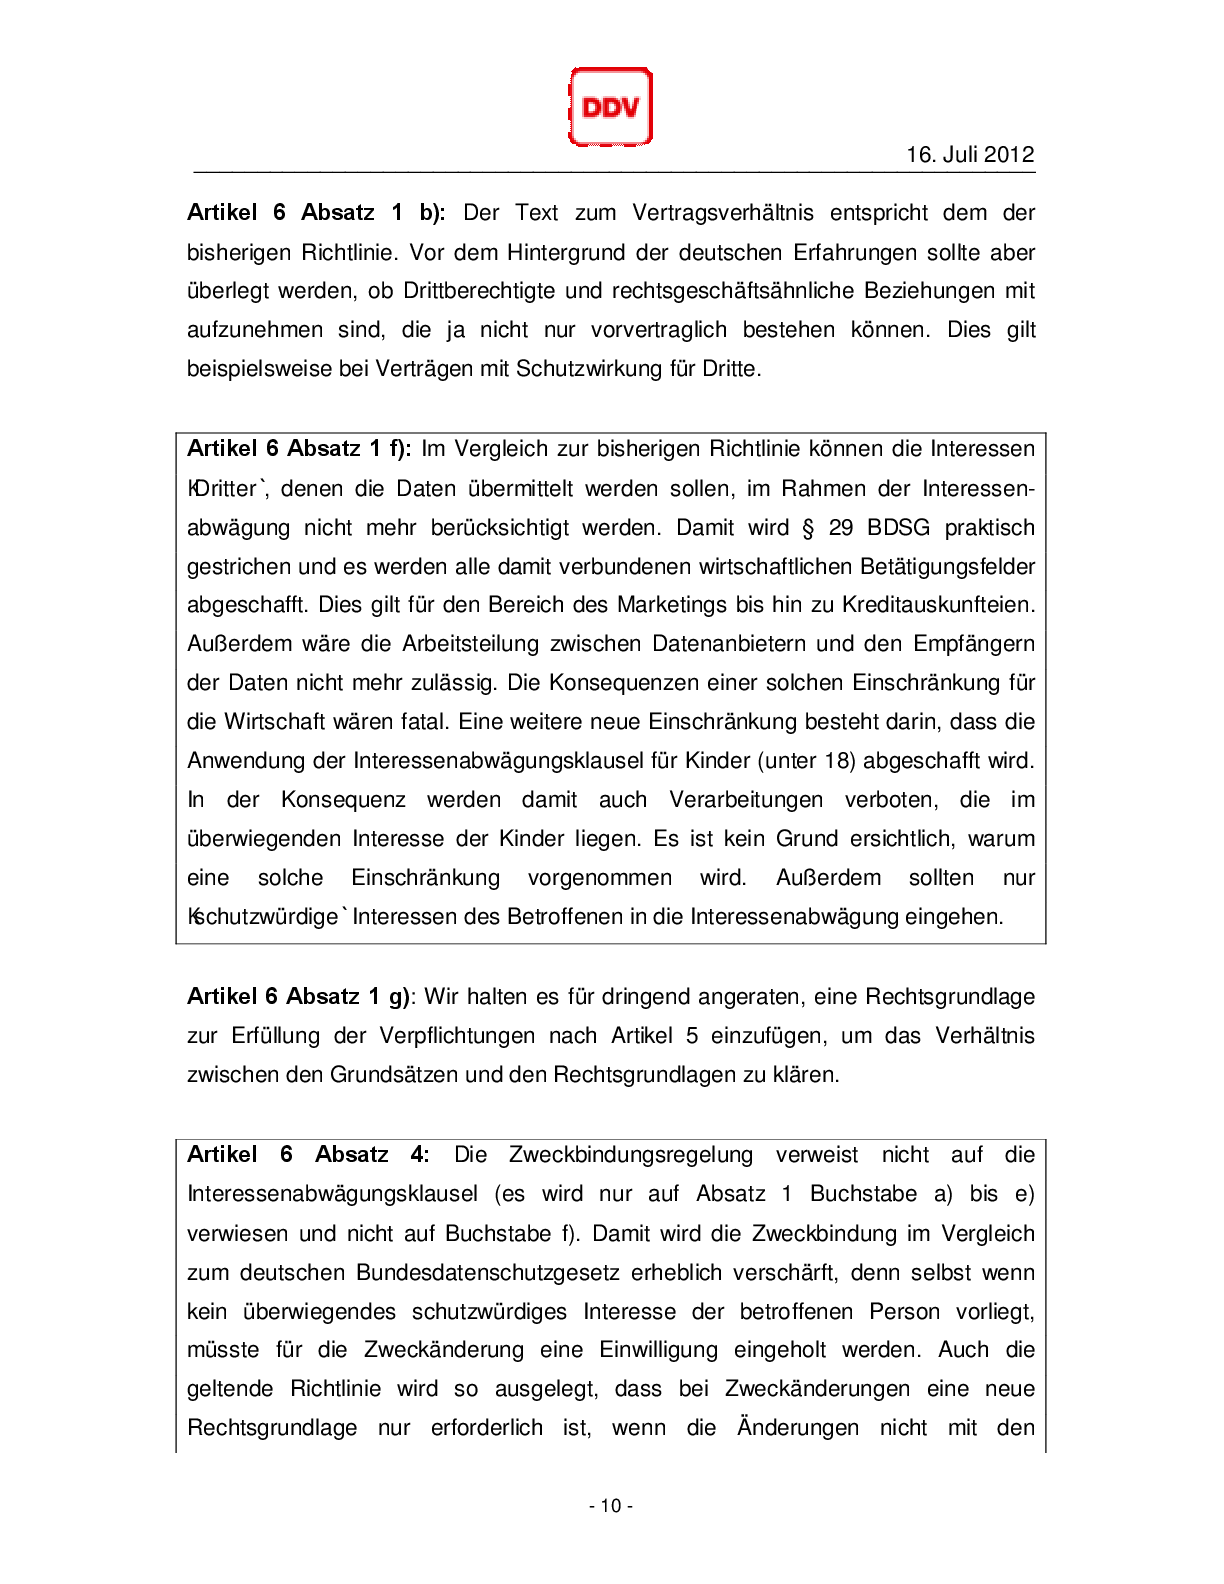 DDV
16. Juli 2012
Artikel 6 Absatz 1 b): Der Text zum Vertragsverhältnis entspricht dem der
bisherigen Richtlinie. Vor dem Hintergrund der deutschen Erfahrungen sollte aber
überlegt werden, ob Drittberechtigte und rechtsgeschäftsähnliche Beziehungen mit
aufzunehmen sind, die ja nicht nur vorvertraglich bestehen können. Dies gilt
beispielsweise bei Verträgen mit Schutzwirkung für Dritte.
Artikel 6 Absatz 1 f): Im Vergleich zur bisherigen Richtlinie können die Interessen
KDritter`, denen die Daten übermittelt werden sollen, im Rahmen der Interessen-
abwägung nicht mehr berücksichtigt werden. Damit wird § 29 BDSG praktisch
gestrichen und es werden alle damit verbundenen wirtschaftlichen Betätigungsfelder
abgeschafft. Dies gilt für den Bereich des Marketings bis hin zu Kreditauskunfteien.
Außerdem wäre die Arbeitsteilung zwischen Datenanbietern und den Empfängern
der Daten nicht mehr zulässig. Die Konsequenzen einer solchen Einschränkung für
die Wirtschaft wären fatal. Eine weitere neue Einschränkung besteht darin, dass die
Anwendung der Interessenabwägungsklausel für Kinder (unter 18) abgeschafft wird.
In der Konsequenz werden damit auch Verarbeitungen verboten, die im
überwiegenden Interesse der Kinder liegen. Es ist kein Grund ersichtlich, warum
eine solche Einschränkung vorgenommen wird. Außerdem sollten nur
Kschutzwürdige` Interessen des Betroffenen in die Interessenabwägung eingehen.
Artikel 6 Absatz 1 g): Wir halten es für dringend angeraten, eine Rechtsgrundlage
zur Erfüllung der Verpflichtungen nach Artikel 5 einzufügen, um das Verhältnis
zwischen den Grundsätzen und den Rechtsgrundlagen zu klären.
Artikel 6 Absatz 4: Die Zweckbindungsregelung verweist nicht auf die
Interessenabwägungsklausel (es wird nur auf Absatz 1 Buchstabe a) bis e)
verwiesen und nicht auf Buchstabe f). Damit wird die Zweckbindung im Vergleich
zum deutschen Bundesdatenschutzgesetz erheblich verschärft, denn selbst wenn
kein überwiegendes schutzwürdiges Interesse der betroffenen Person vorliegt,
müsste für die Zweckänderung eine Einwilligung eingeholt werden. Auch die
geltende Richtlinie wird so ausgelegt, dass bei Zweckänderungen eine neue
Rechtsgrundlage nur erforderlich ist, wenn die Änderungen nicht mit den
- 10 -